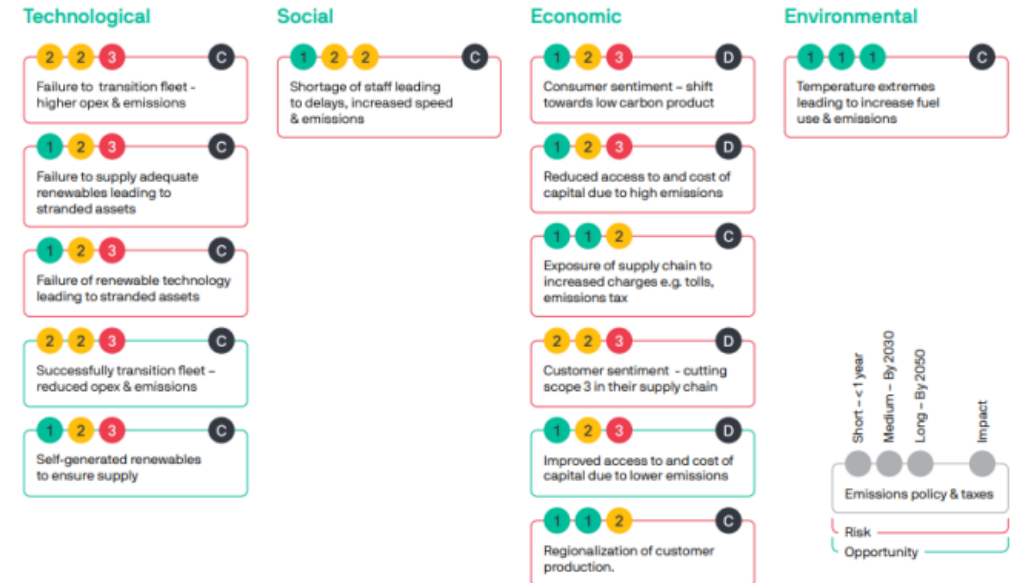 Technological
2 2 3 C
Failure to transition fleet -
higher opex & emissions
1 2 3 C
Failure to supply adequate
renewables leading to
stranded assets
1 2 3 C
Failure of renewable technology
leading to stranded assets
2 2 3 C
Successfully transition fleet –
reduced opex & emissions
1 2 3 C
Self-generated renewables
to ensure supply
Social
1 2 2 C
Shortage of staff leading
to delays, increased speed
& emissions
Economic
1 2 3 D
Consumer sentiment – shift
towards low carbon product
1 2 3 D
Reduced access to and cost of
capital due to high emissions
1 1 2 C
Exposure of supply chain to
increased charges e.g. tolls,
emissions tax
2 2 3 D
Customer sentiment - cutting
scope 3 in their supply chain
1 2 3 D
Improved access to and cost of
capital due to lower emissions
1 1 2 C
Regionalization of customer
production.
Environmental
1 1 1 C
Temperature extremes
leading to increase fuel
use & emissions
Short – < 1 year
Medium – By 2030
Long – By 2050
Impact
Emissions policy & taxes
Risk
Opportunity